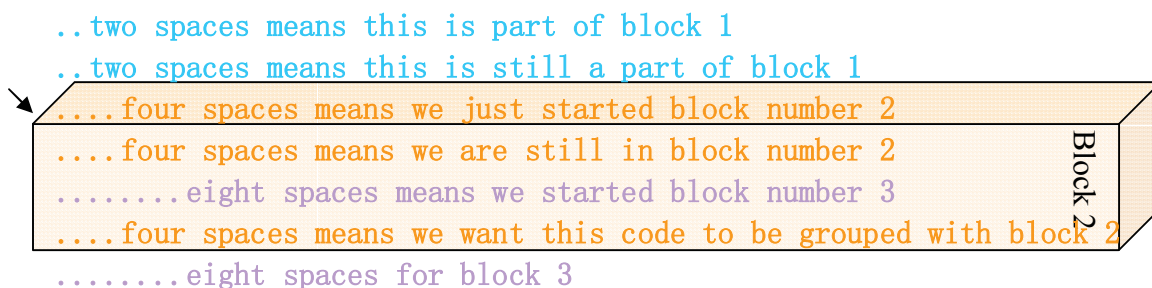 ..two spaces means this is part of block 1
..two spaces means this is still a part of block 1
....four spaces means we just started block number 2
....four spaces means we are still in block number 2
........eight spaces means we started block number 3
....four spaces means we want this code to be grouped with block 2
........eight spaces for block 3
Block 2